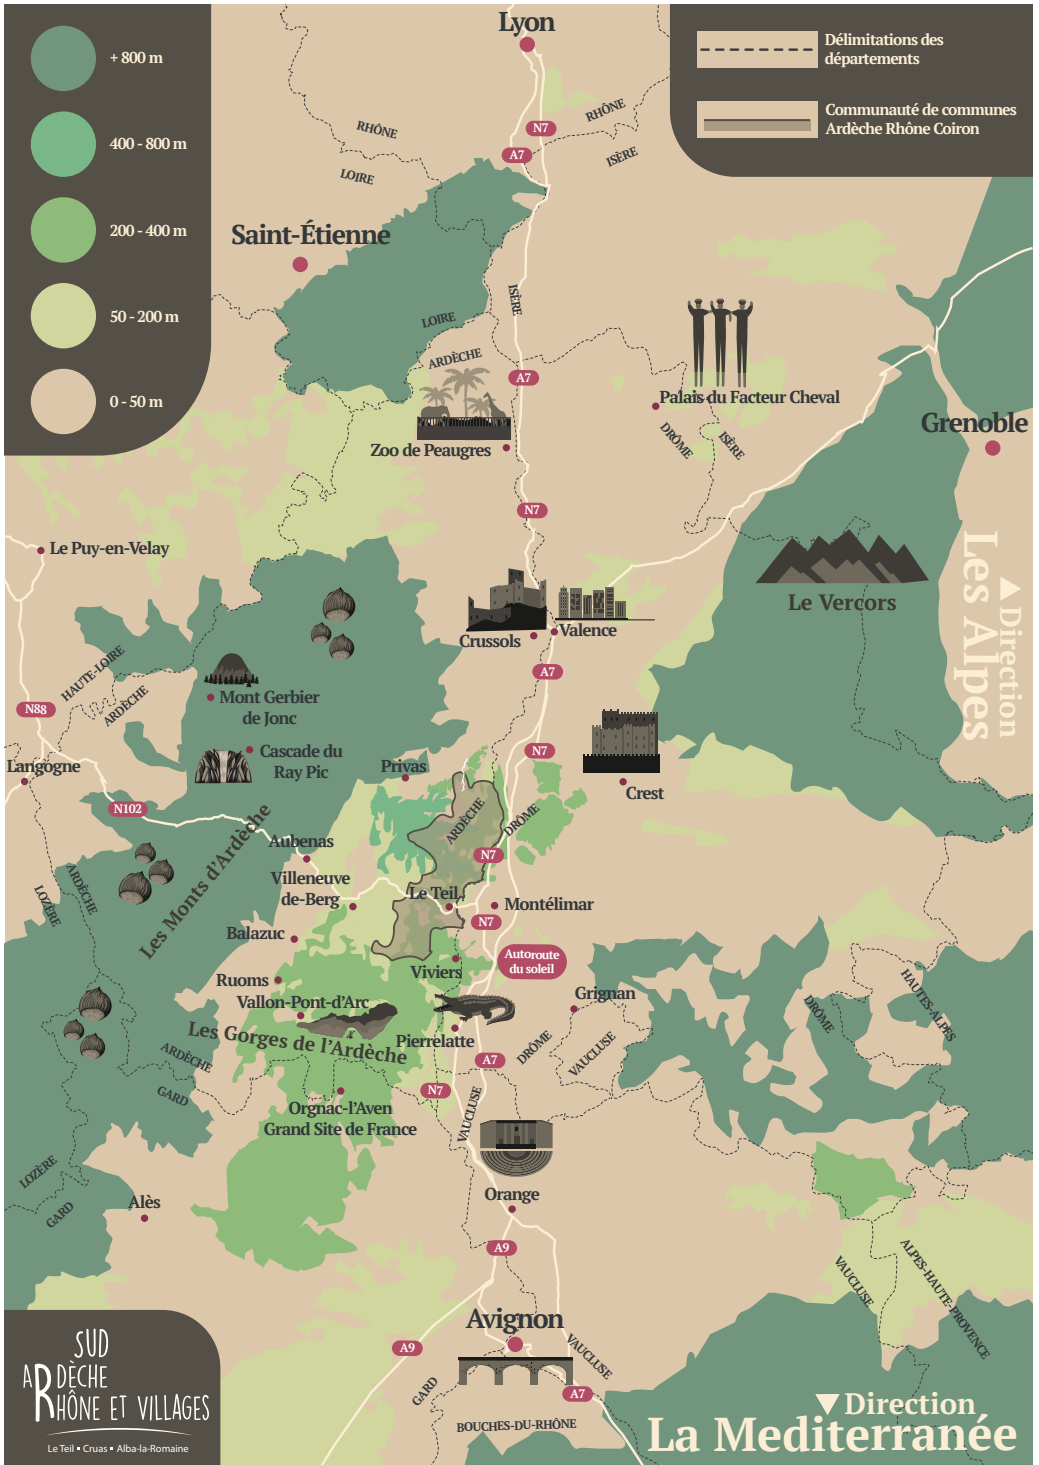 + 800 m
400 - 800 m
200 - 400 m
50 - 200 m
0 - 50 m
Délimitations des
départements
Communauté de communes
Ardèche Rhône Coiron
Lyon
N7
A7
RHÔNE
LOIRE
RHÔNE
ISÈRE
Saint-Étienne
ISÈRE
LOIRE
ARDÈCHE
A7
Zoo de Peaugres
Palais du Facteur Cheval
DRÔME
ISÈRE
Grenoble
N7
Le Puy-en-Velay
Le Vercors
Direction
Les Alpes
Crussols
Valence
A7
HAUTE-LOIRE
ARDÈCHE
Mont Gerbier
de Jonc
N88
Langogne
Cascade du
Ray Pic
Privas
N7
Crest
N102
Les Monts d'Ardèche
ARDÈCHE
DRÔME
Aubenas
N7
LOZÈRE
ARDÈCHE
Villeneuve
de-Berg
Le Teil
Montélimar
N7
Balazuc
Autoroute
du soleil
Viviers
Ruoms
Vallon-Pont-d'Arc
Grignan
Les Gorges de l'Ardèche
Pierrelatte
ARDÈCHE
GARD
DRÔME
VAUCLUSE
DRÔME
HAUTES-ALPES
A7
N7
Orgnac-l'Aven
Grand Site de France
VAUCLUSE
LOZÈRE
GARD
Alès
Orange
A9
VAUCLUSE
ALPES-HAUTE-PROVENCE
Avignon
A9
VAUCLUSE
GARD
A7
BOUCHES-DU-RHÔNE
Direction
La Mediterranée
SUD
ARDÈCHE
RHÔNE ET VILLAGES
Le Teil ▪ Cruas ▪ Alba-la-Romaine